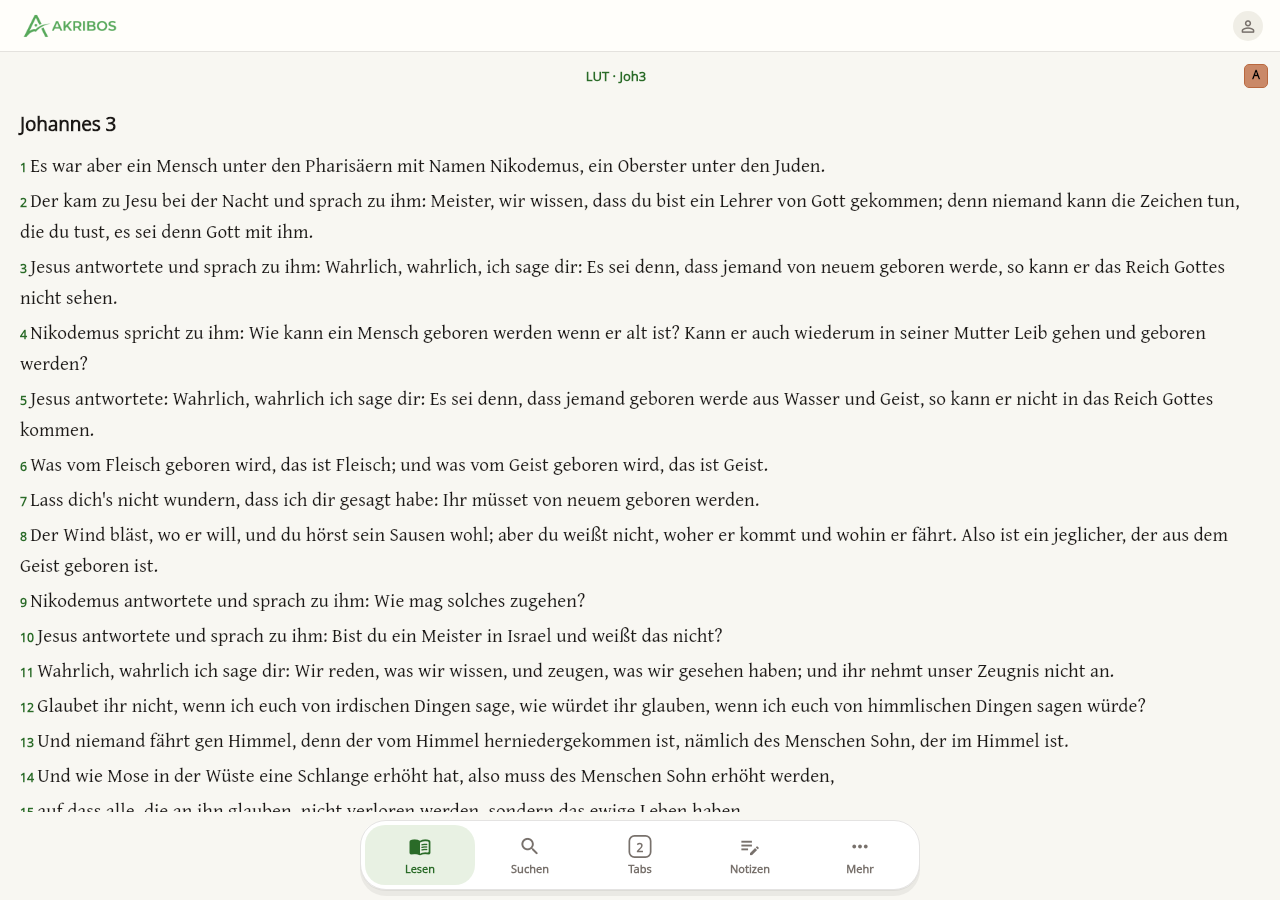 AKRIBOS
LUT · Joh3
A
Johannes 3
1 Es war aber ein Mensch unter den Pharisäern mit Namen Nikodemus, ein Oberster unter den Juden.
2 Der kam zu Jesu bei der Nacht und sprach zu ihm: Meister, wir wissen, dass du bist ein Lehrer von Gott gekommen; denn niemand kann die Zeichen tun,
die du tust, es sei denn Gott mit ihm.
3 Jesus antwortete und sprach zu ihm: Wahrlich, wahrlich, ich sage dir: Es sei denn, dass jemand von neuem geboren werde, so kann er das Reich Gottes
nicht sehen.
4 Nikodemus spricht zu ihm: Wie kann ein Mensch geboren werden wenn er alt ist? Kann er auch wiederum in seiner Mutter Leib gehen und geboren
werden?
5 Jesus antwortete: Wahrlich, wahrlich ich sage dir: Es sei denn, dass jemand geboren werde aus Wasser und Geist, so kann er nicht in das Reich Gottes
kommen.
6 Was vom Fleisch geboren wird, das ist Fleisch; und was vom Geist geboren wird, das ist Geist.
7 Lass dich's nicht wundern, dass ich dir gesagt habe: Ihr müsset von neuem geboren werden.
8 Der Wind bläst, wo er will, und du hörst sein Sausen wohl; aber du weißt nicht, woher er kommt und wohin er fährt. Also ist ein jeglicher, der aus dem
Geist geboren ist.
9 Nikodemus antwortete und sprach zu ihm: Wie mag solches zugehen?
10 Jesus antwortete und sprach zu ihm: Bist du ein Meister in Israel und weißt das nicht?
11 Wahrlich, wahrlich ich sage dir: Wir reden, was wir wissen, und zeugen, was wir gesehen haben; und ihr nehmt unser Zeugnis nicht an.
12 Glaubet ihr nicht, wenn ich euch von irdischen Dingen sage, wie würdet ihr glauben, wenn ich euch von himmlischen Dingen sagen würde?
13 Und niemand fährt gen Himmel, denn der vom Himmel herniedergekommen ist, nämlich des Menschen Sohn, der im Himmel ist.
14 Und wie Mose in der Wüste eine Schlange erhöht hat, also muss des Menschen Sohn erhöht werden,
15 auf dass alle, die an ihn glauben, nicht verloren werden, sondern das ewige Leben haben.
Lesen
Suchen
2
Tabs
Notizen
Mehr